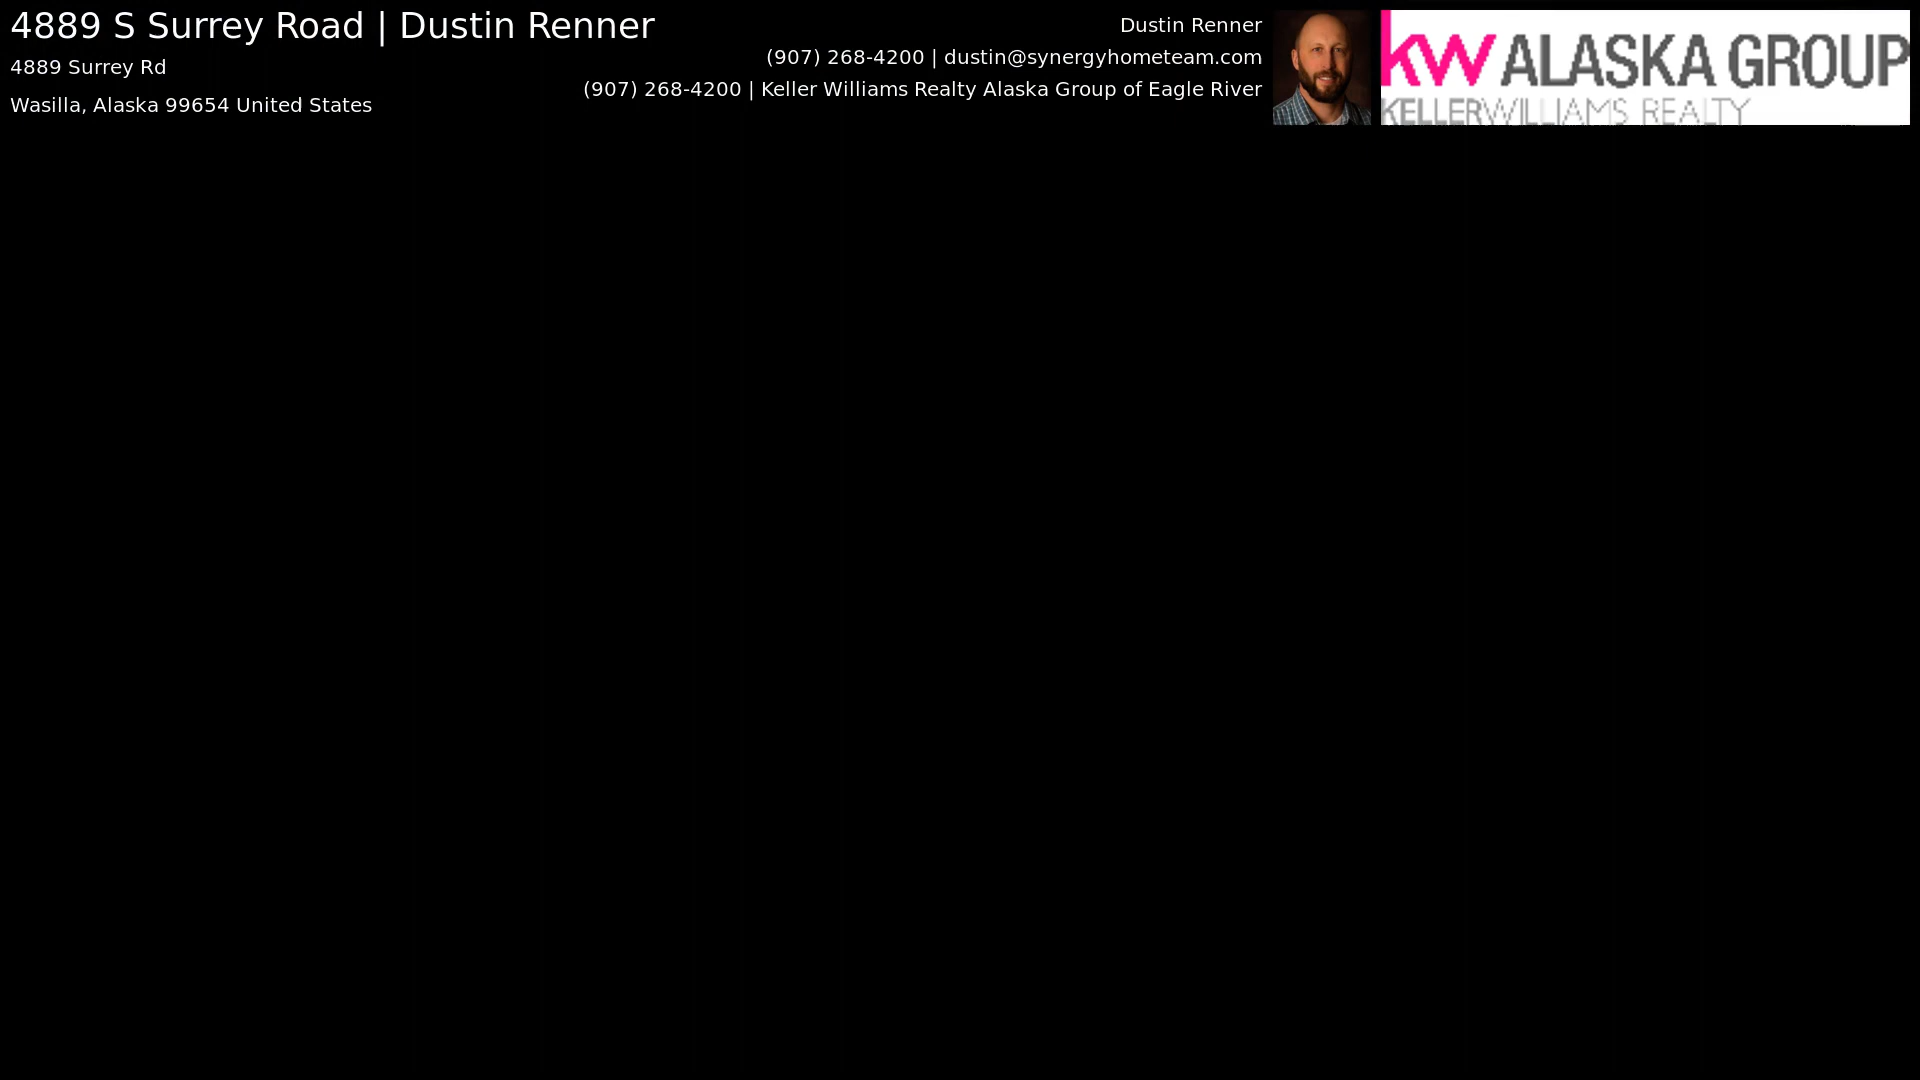 4889 S Surrey Road | Dustin Renner
4889 Surrey Rd
Wasilla, Alaska 99654 United States
Dustin Renner
(907) 268-4200 | dustin@synergyhometeam.com
(907) 268-4200 | Keller Williams Realty Alaska Group of Eagle River
kw ALASKA GROUP
KELLERWILLIAMS REALTY